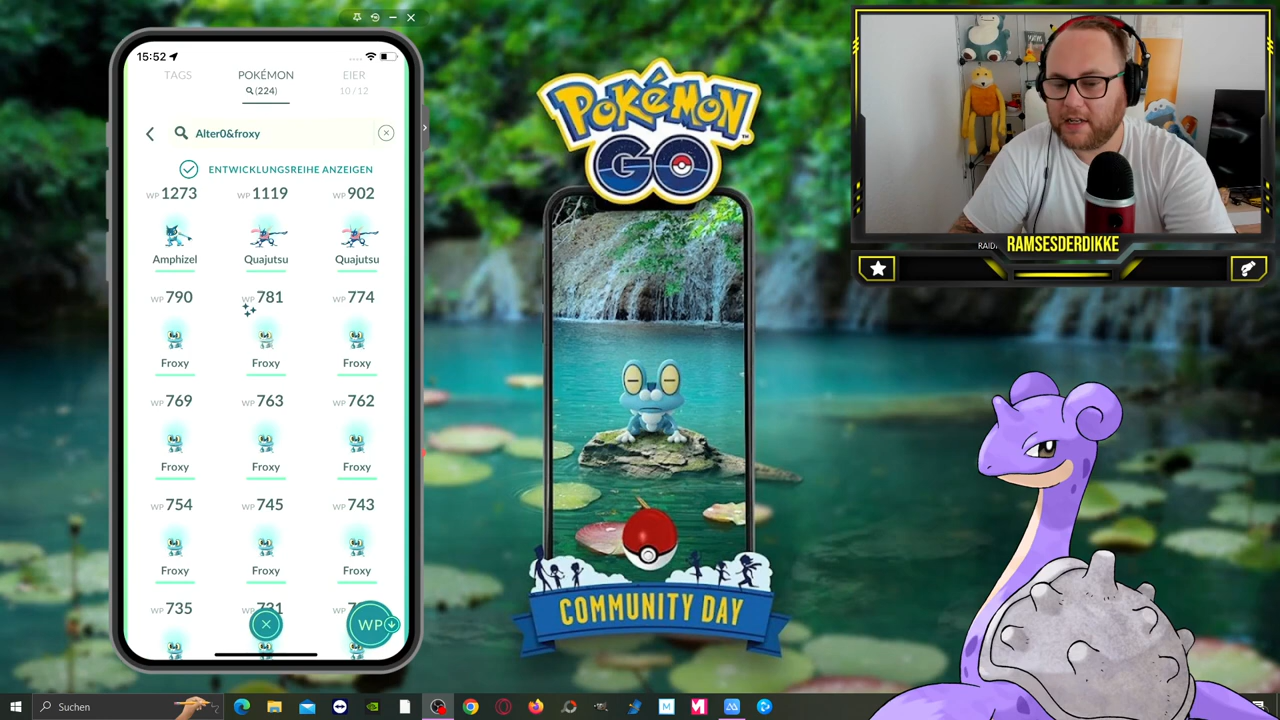 15:52
TAGS POKÉMON EIER
(224) 10 / 12
Alter0&froxy
ENTWICKLUNGSREIHE ANZEIGEN
WP 1273 WP 1119 WP 902
Amphizel Quajutsu Quajutsu
WP 790 WP 781 WP 774
Froxy Froxy Froxy
WP 769 WP 763 WP 762
Froxy Froxy Froxy
WP 754 WP 745 WP 743
Froxy Froxy Froxy
WP 735 WP 731
WP
POKÉMON
GO
COMMUNITY DAY
RAMSESDERDIKKE
Suchen